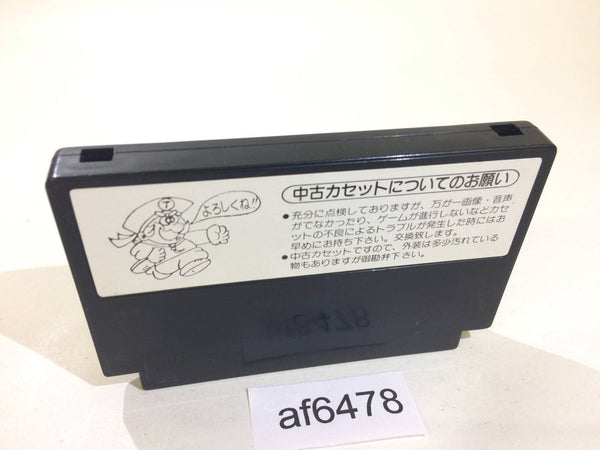 中古カセットについてのお願い
T
よろしくね!!
●充分に点検しておりますが、万が一画像・音声
がでなかったり、ゲームが進行しないなどカセ
ットの不良によるトラブルが発生した時にはお
早めにお持ち下さい。交換致します。
●中古カセットですので、外装は多少汚れている
物もありますが御勘弁下さい。
af6478
af6478